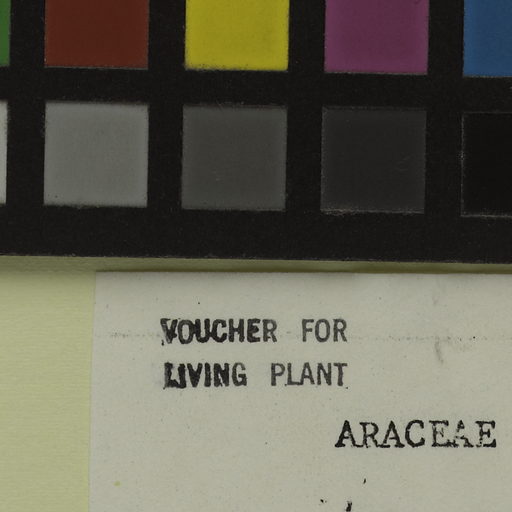 VOUCHER FOR
LIVING PLANT
ARACEAE